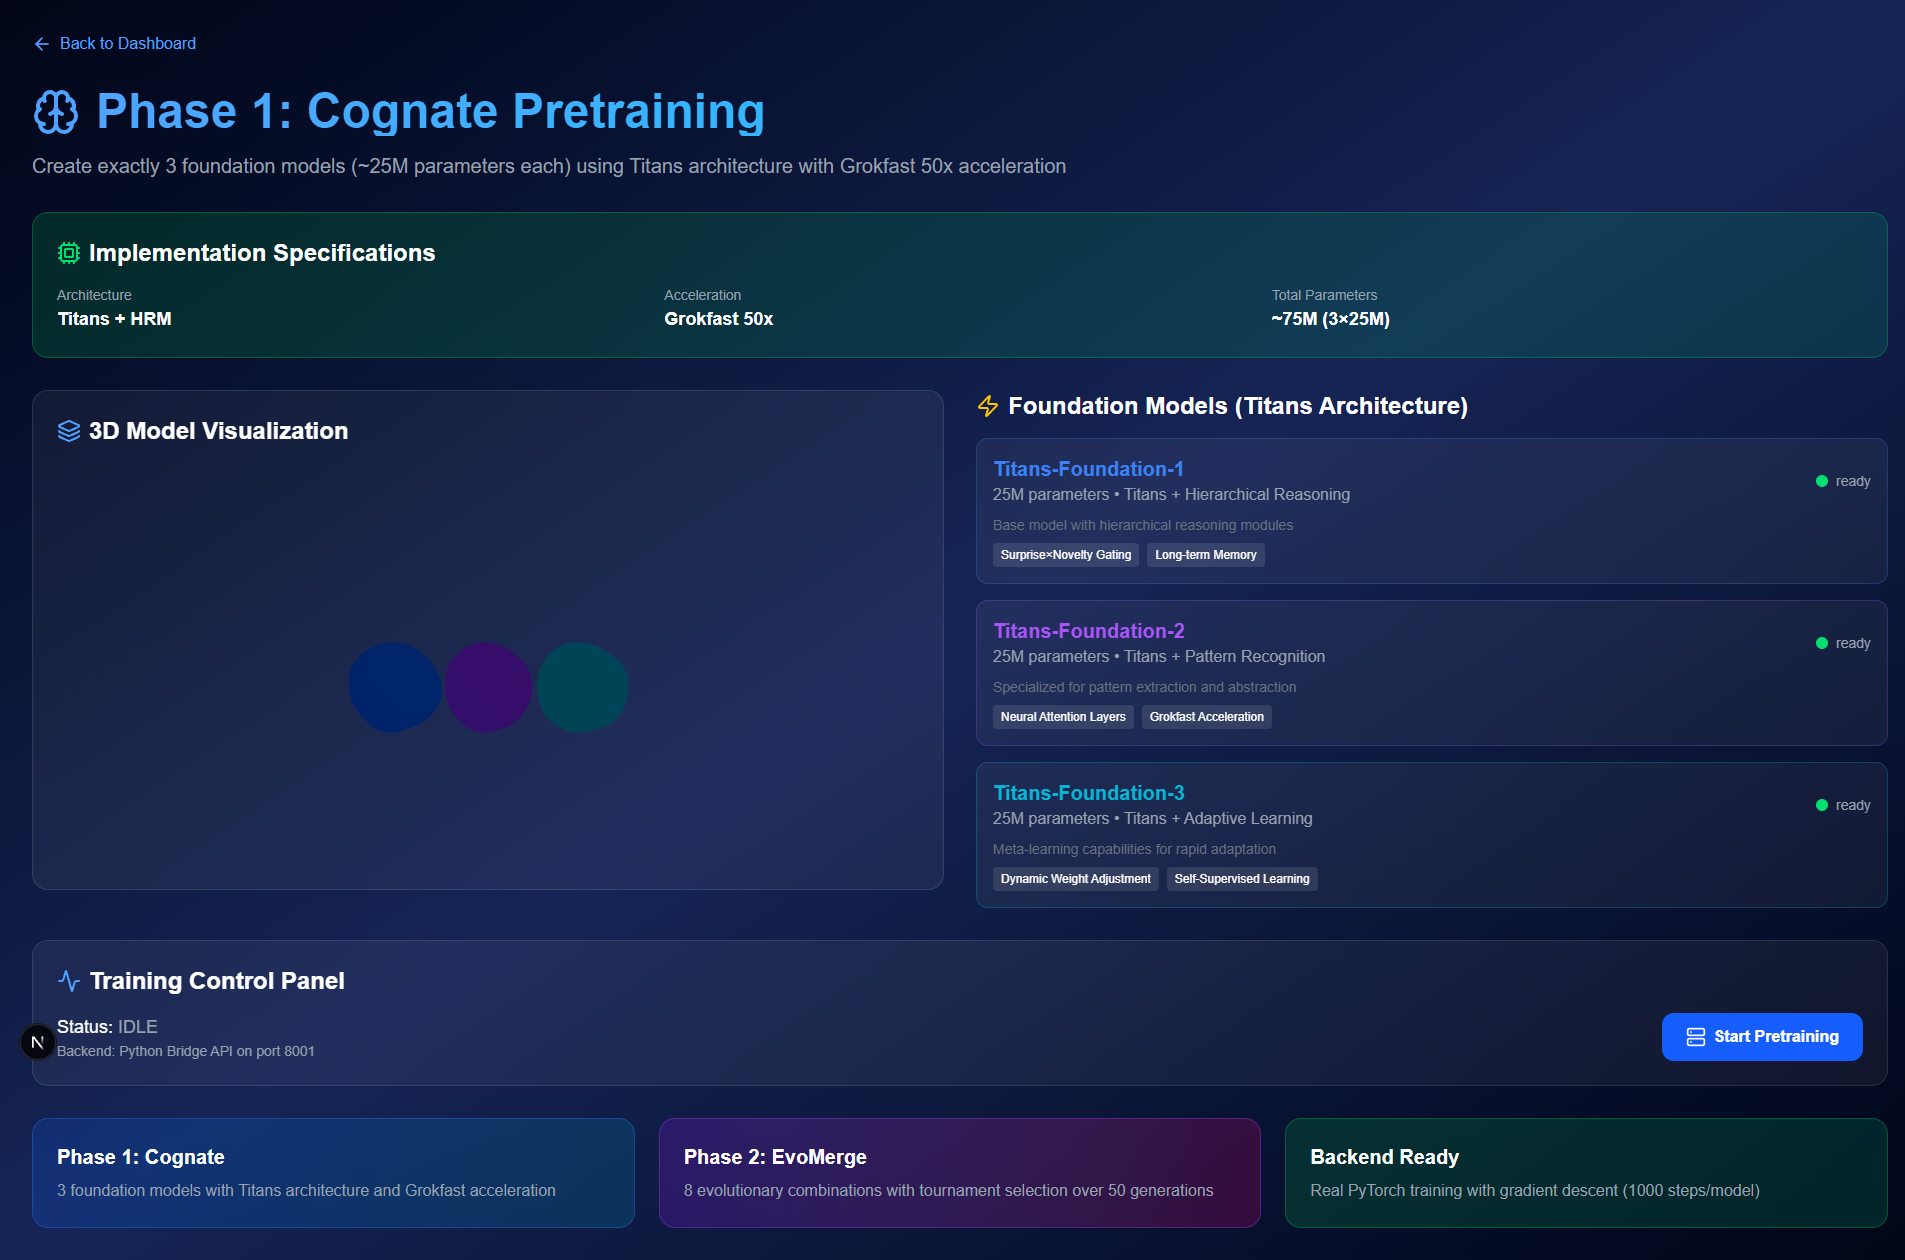 Back to Dashboard
Phase 1: Cognate Pretraining
Create exactly 3 foundation models (~25M parameters each) using Titans architecture with Grokfast 50x acceleration
Implementation Specifications
Architecture
Titans + HRM
Acceleration
Grokfast 50x
Total Parameters
~75M (3×25M)
3D Model Visualization
Foundation Models (Titans Architecture)
Titans-Foundation-1
25M parameters • Titans + Hierarchical Reasoning
ready
Base model with hierarchical reasoning modules
Surprise×Novelty Gating
Long-term Memory
Titans-Foundation-2
25M parameters • Titans + Pattern Recognition
ready
Specialized for pattern extraction and abstraction
Neural Attention Layers
Grokfast Acceleration
Titans-Foundation-3
25M parameters • Titans + Adaptive Learning
ready
Meta-learning capabilities for rapid adaptation
Dynamic Weight Adjustment
Self-Supervised Learning
Training Control Panel
Status: IDLE
Backend: Python Bridge API on port 8001
N
Start Pretraining
Phase 1: Cognate
3 foundation models with Titans architecture and Grokfast acceleration
Phase 2: EvoMerge
8 evolutionary combinations with tournament selection over 50 generations
Backend Ready
Real PyTorch training with gradient descent (1000 steps/model)